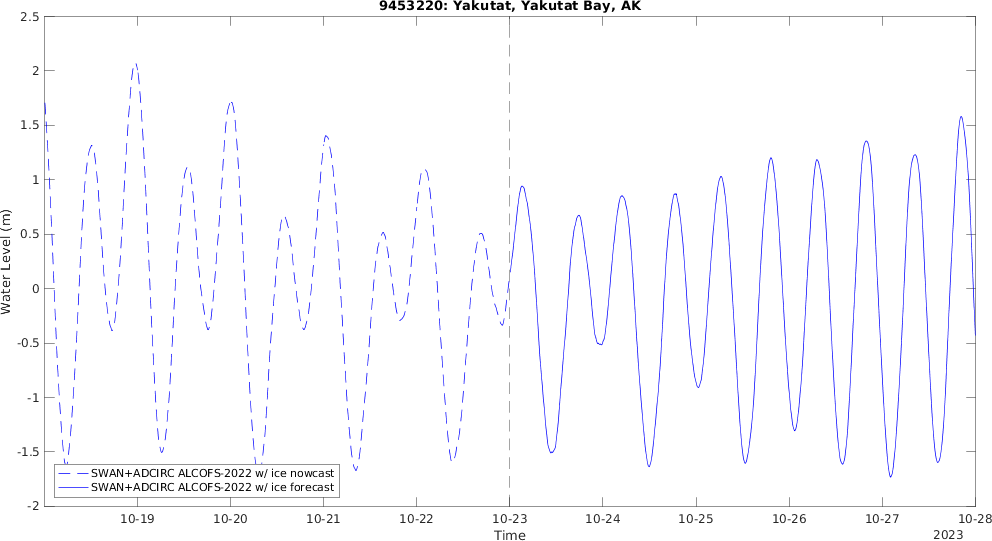 9453220: Yakutat, Yakutat Bay, AK
Water Level (m)
2.5
2
1.5
1
0.5
0
-0.5
-1
-1.5
-2
SWAN+ADCIRC ALCOFS-2022 w/ ice nowcast
SWAN+ADCIRC ALCOFS-2022 w/ ice forecast
10-19 10-20 10-21 10-22 10-23 10-24 10-25 10-26 10-27 10-28
Time
2023